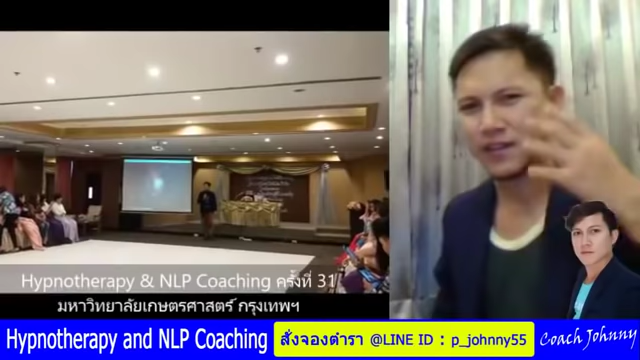 Hypnotherapy & NLP Coaching ครั้งที่ 31
มหาวิทยาลัยเกษตรศาสตร์ กรุงเทพฯ
Hypnotherapy and NLP Coaching
สั่งจองตำรา @LINE ID : p_johnny55
Coach Johnny